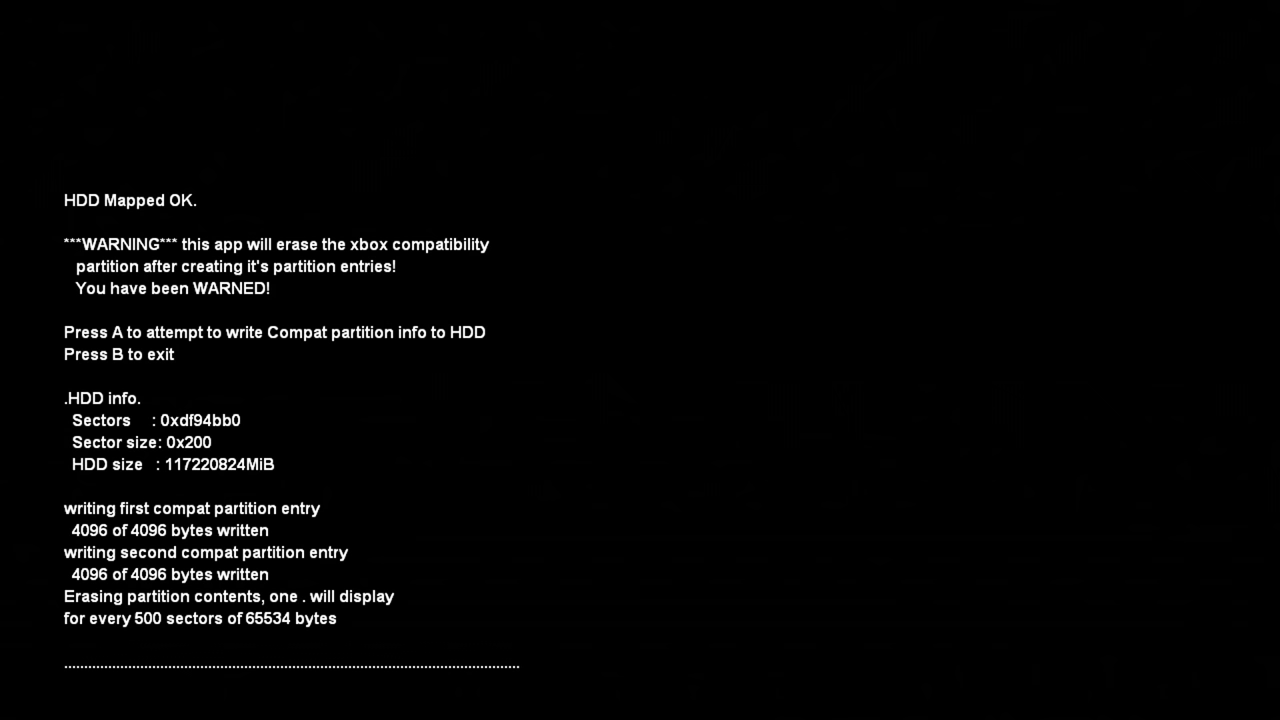 HDD Mapped OK.
***WARNING*** this app will erase the xbox compatibility
partition after creating it's partition entries!
You have been WARNED!
Press A to attempt to write Compat partition info to HDD
Press B to exit
.HDD info.
Sectors : 0xdf94bb0
Sector size: 0x200
HDD size : 117220824MiB
writing first compat partition entry
4096 of 4096 bytes written
writing second compat partition entry
4096 of 4096 bytes written
Erasing partition contents, one . will display
for every 500 sectors of 65534 bytes
..................................................................................................................